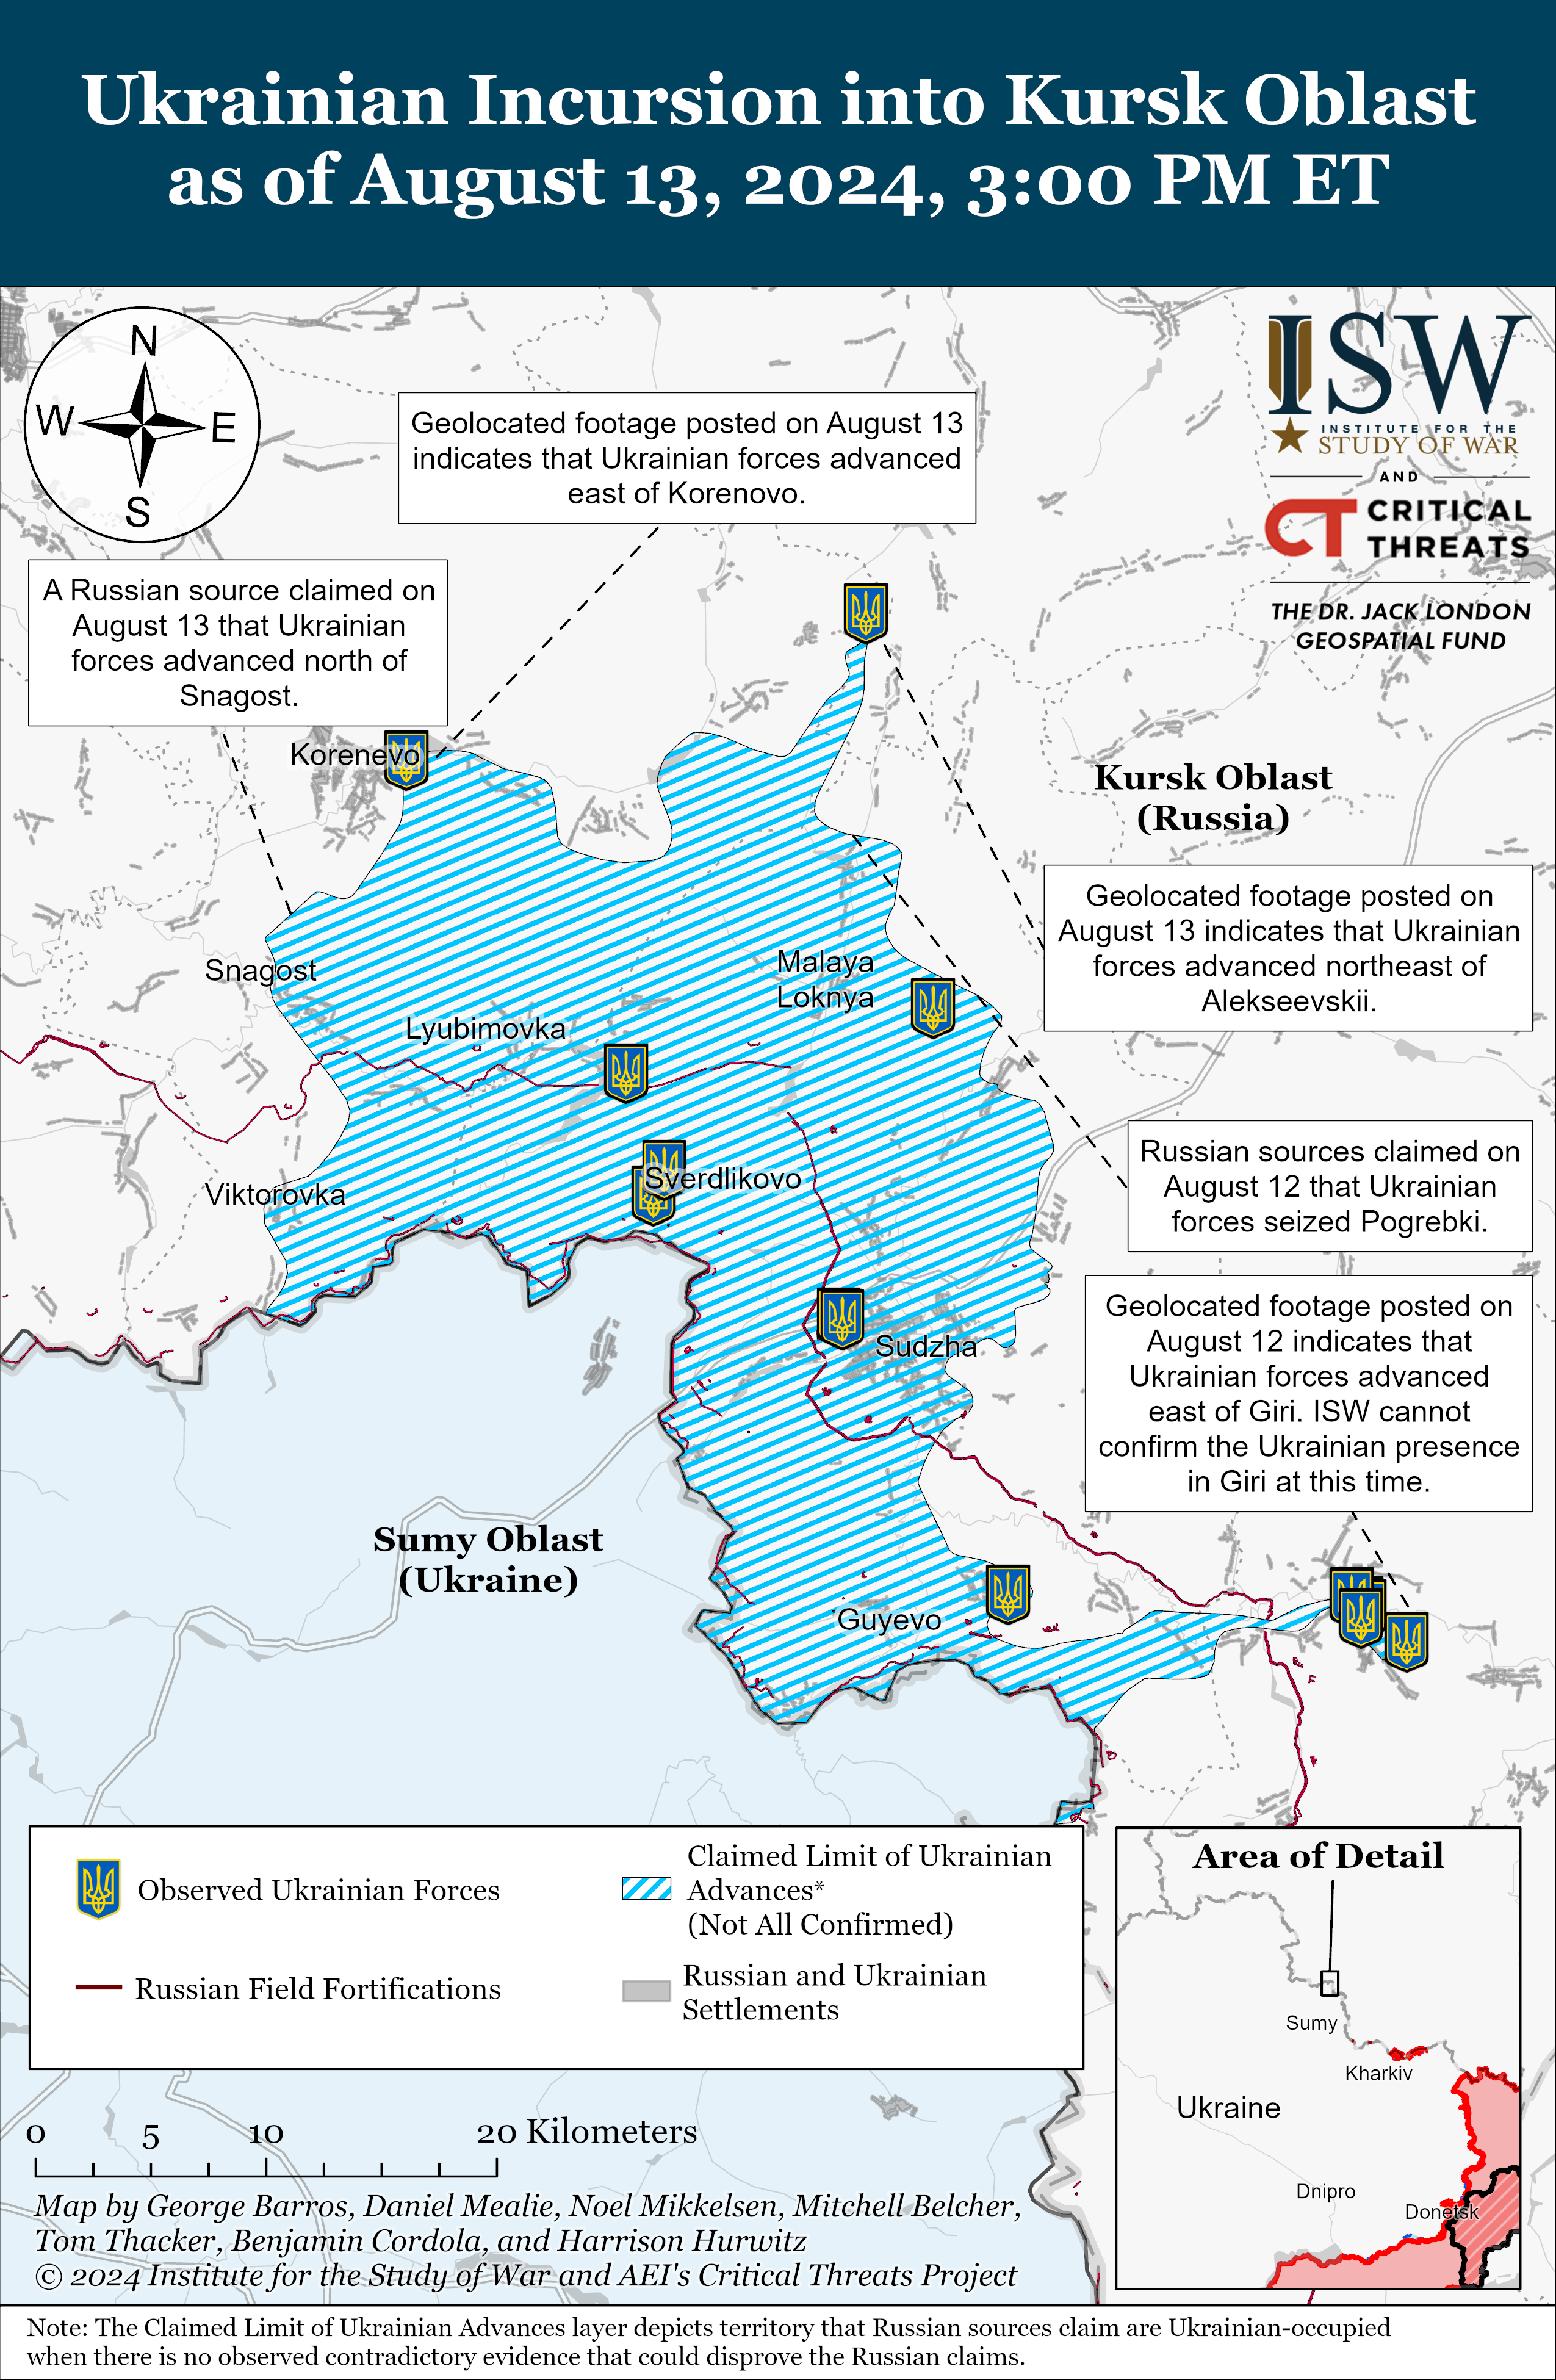 Ukrainian Incursion into Kursk Oblast
as of August 13, 2024, 3:00 PM ET
N
W
E
S
ISW
INSTITUTE FOR THE
STUDY OF WAR
AND
CT CRITICAL
THREATS
THE DR. JACK LONDON
GEOSPATIAL FUND
Geolocated footage posted on August 13
indicates that Ukrainian forces advanced
east of Korenovo.
A Russian source claimed on
August 13 that Ukrainian
forces advanced north of
Snagost.
Korenevo
Kursk Oblast
(Russia)
Geolocated footage posted on
August 13 indicates that Ukrainian
forces advanced northeast of
Alekseevskii.
Snagost
Malaya
Loknya
Lyubimovka
Russian sources claimed on
August 12 that Ukrainian
forces seized Pogrebki.
Viktorovka
Sverdlikovo
Geolocated footage posted on
August 12 indicates that
Ukrainian forces advanced
east of Giri. ISW cannot
confirm the Ukrainian presence
in Giri at this time.
Sudzha
Sumy Oblast
(Ukraine)
Guyevo
Observed Ukrainian Forces
Claimed Limit of Ukrainian
Advances*
(Not All Confirmed)
Russian Field Fortifications
Russian and Ukrainian
Settlements
Area of Detail
Sumy
Kharkiv
Ukraine
Dnipro
Donetsk
0 5 10 20 Kilometers
Map by George Barros, Daniel Mealie, Noel Mikkelsen, Mitchell Belcher,
Tom Thacker, Benjamin Cordola, and Harrison Hurwitz
© 2024 Institute for the Study of War and AEI's Critical Threats Project
Note: The Claimed Limit of Ukrainian Advances layer depicts territory that Russian sources claim are Ukrainian-occupied
when there is no observed contradictory evidence that could disprove the Russian claims.